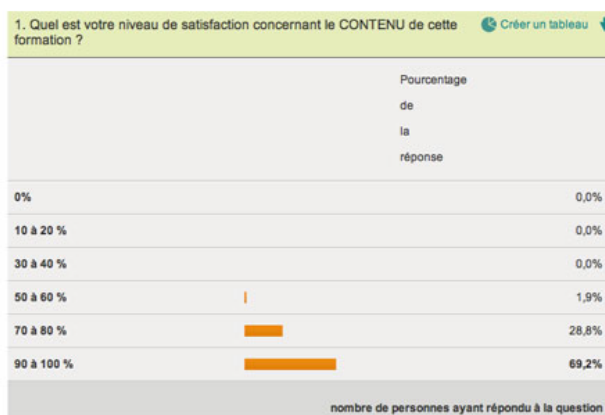 1. Quel est votre niveau de satisfaction concernant le CONTENU de cette
formation ?
Créer un tableau
Pourcentage
de
la
réponse
0% 0,0%
10 à 20 % 0,0%
30 à 40 % 0,0%
50 à 60 % 1,9%
70 à 80 % 28,8%
90 à 100 % 69,2%
nombre de personnes ayant répondu à la question